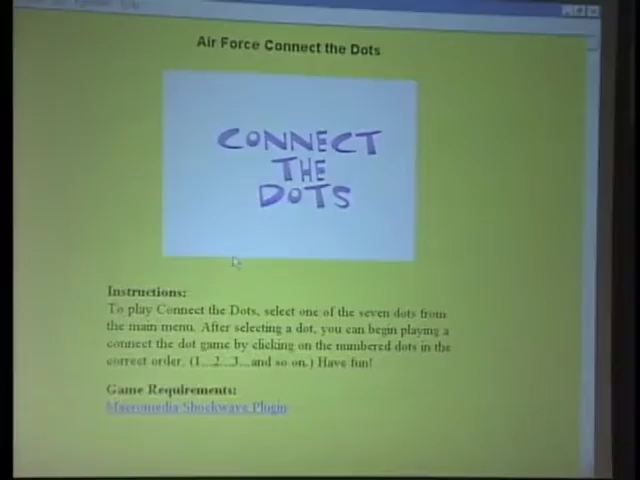 Air Force Connect the Dots
CONNECT
THE
DOTS
Instructions:
To play Connect the Dots, select one of the seven dots from
the main menu. After selecting a dot, you can begin playing a
connect the dot game by clicking on the numbered dots in the
correct order. (1...2...3...and so on.) Have fun!
Game Requirements:
Macromedia Shockwave Plugin